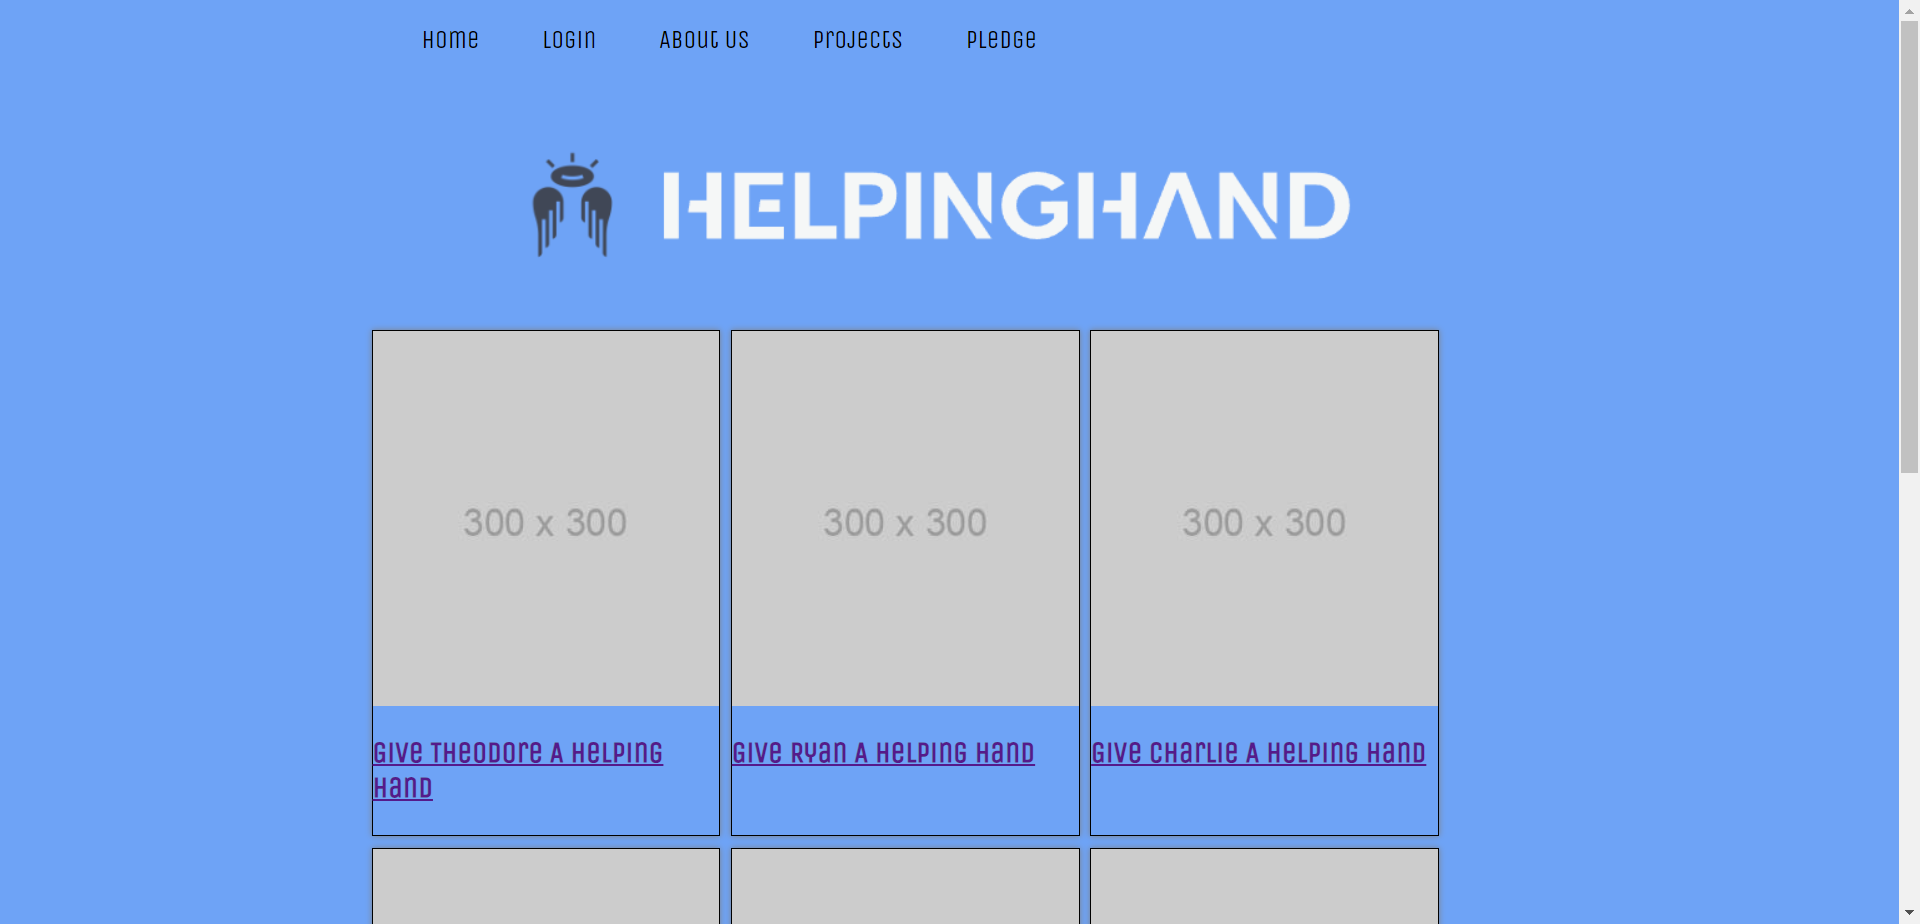 Home Login About Us Projects Pledge
HELPINGHAND
300 x 300 300 x 300 300 x 300
Give Theodore A Helping Hand
Give Ryan A Helping Hand
Give Charlie A Helping Hand